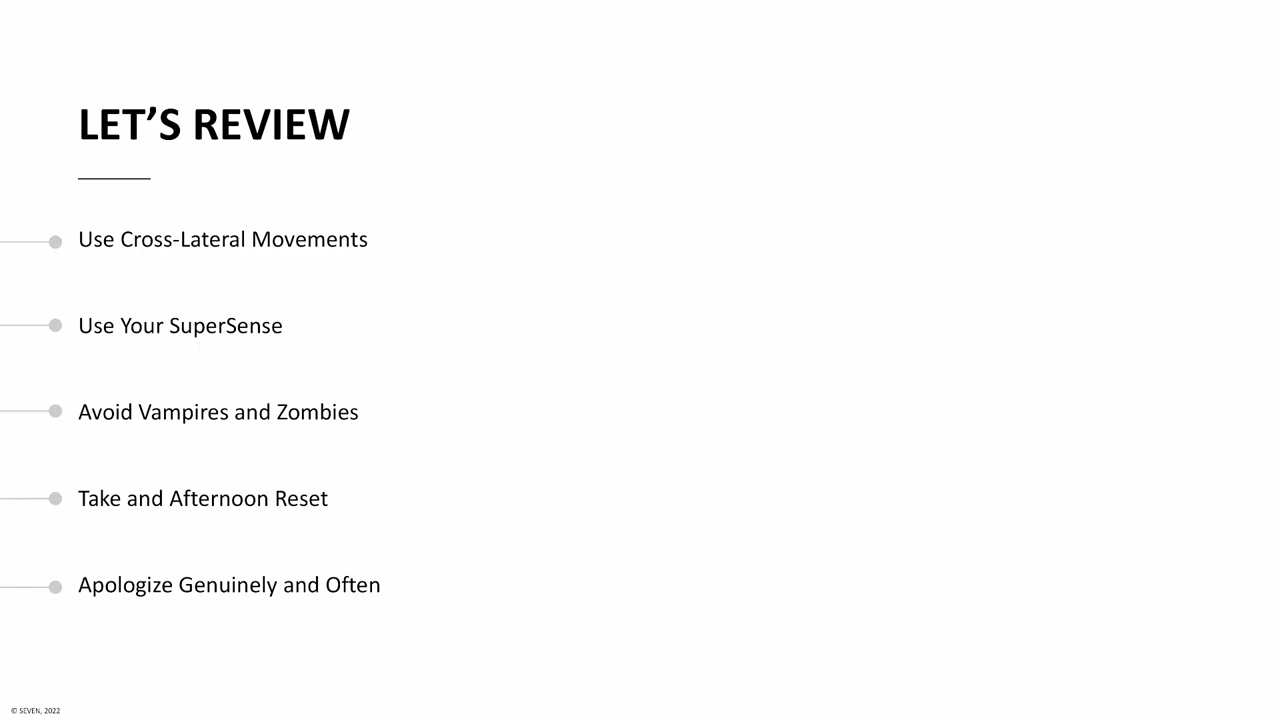 LET’S REVIEW
Use Cross-Lateral Movements
Use Your SuperSense
Avoid Vampires and Zombies
Take and Afternoon Reset
Apologize Genuinely and Often
© SEVEN, 2022